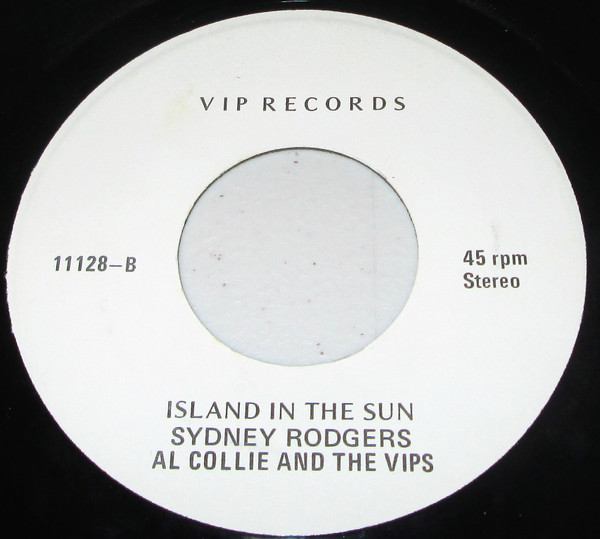 VIP RECORDS
11128-B
45 rpm
Stereo
ISLAND IN THE SUN
SYDNEY RODGERS
AL COLLIE AND THE VIPS